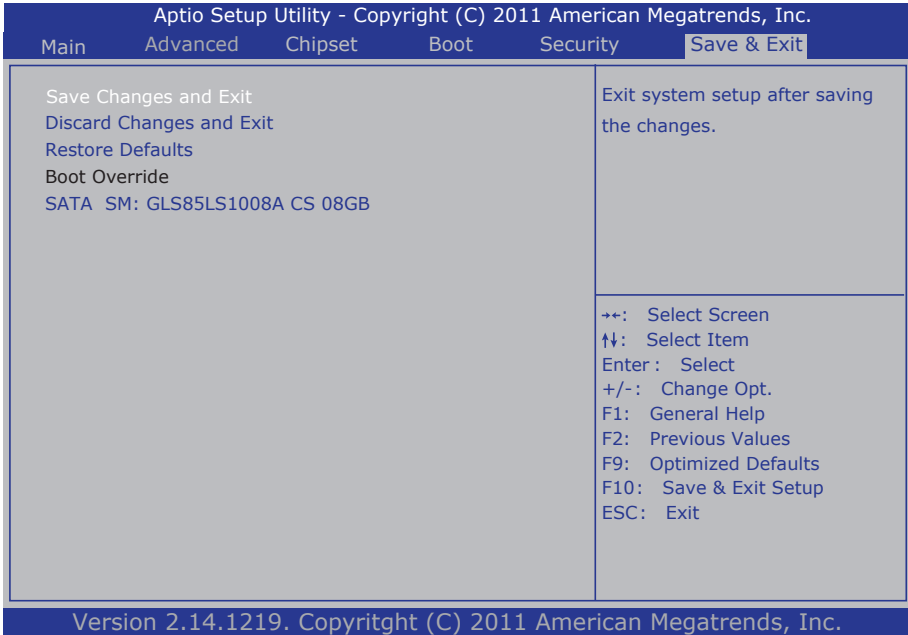 Aptio Setup Utility - Copyright (C) 2011 American Megatrends, Inc.
Main Advanced Chipset Boot Security Save & Exit
Save Changes and Exit
Discard Changes and Exit
Restore Defaults
Boot Override
SATA SM: GLS85LS1008A CS 08GB
Exit system setup after saving
the changes.
→←: Select Screen
↑↓: Select Item
Enter : Select
+/-: Change Opt.
F1: General Help
F2: Previous Values
F9: Optimized Defaults
F10: Save & Exit Setup
ESC: Exit
Version 2.14.1219. Copyritght (C) 2011 American Megatrends, Inc.